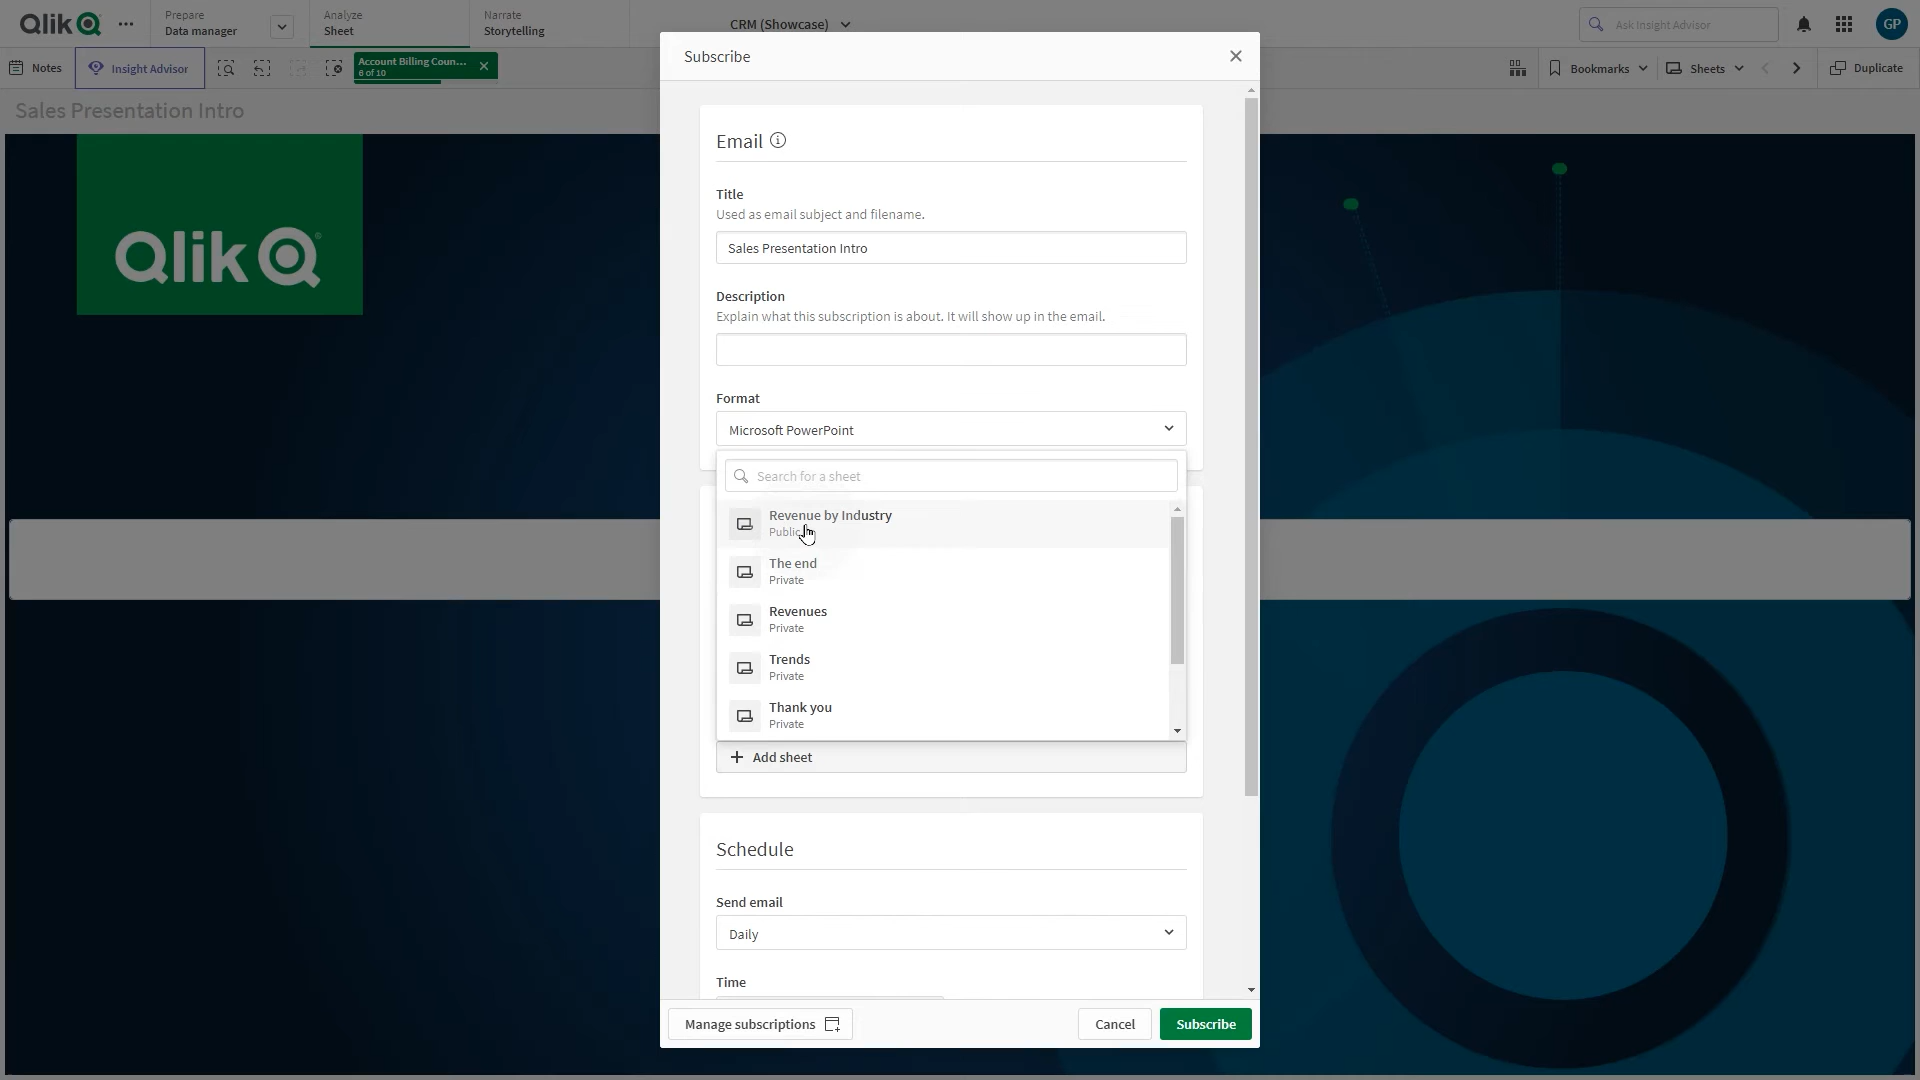 Qlik
Prepare
Data manager
Analyze
Sheet
Narrate
Storytelling
CRM (Showcase)
Ask Insight Advisor
GP
Notes
Insight Advisor
Account Billing Coun...
6 of 10
Bookmarks
Sheets
Duplicate
Sales Presentation Intro
Qlik
Subscribe
Email
Title
Used as email subject and filename.
Sales Presentation Intro
Description
Explain what this subscription is about. It will show up in the email.
Format
Microsoft PowerPoint
Search for a sheet
Revenue by Industry
Public
The end
Private
Revenues
Private
Trends
Private
Thank you
Private
Add sheet
Schedule
Send email
Daily
Time
Manage subscriptions
Cancel
Subscribe